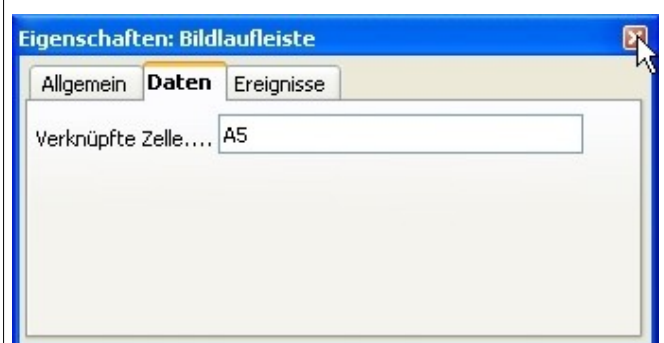 Eigenschaften: Bildlaufleiste
Allgemein Daten Ereignisse
Verknüpfte Zelle.... A5